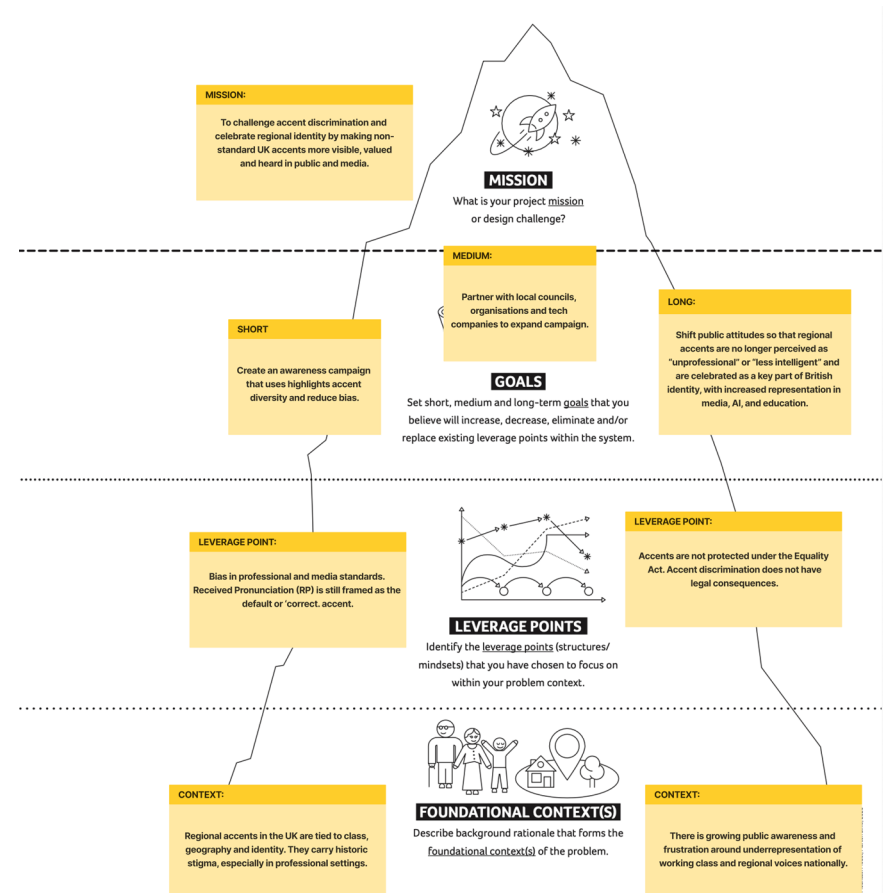 MISSION:
To challenge accent discrimination and
celebrate regional identity by making non-
standard UK accents more visible, valued
and heard in public and media.
MISSION
What is your project mission
or design challenge?
MEDIUM:
Partner with local councils,
organisations and tech
companies to expand campaign.
SHORT
Create an awareness campaign
that uses highlights accent
diversity and reduce bias.
LONG:
Shift public attitudes so that regional
accents are no longer perceived as
"unprofessional" or "less intelligent" and
are celebrated as a key part of British
identity, with increased representation in
media, AI, and education.
GOALS
Set short, medium and long-term goals that you
believe will increase, decrease, eliminate and/or
replace existing leverage points within the system.
LEVERAGE POINT:
Bias in professional and media standards.
Received Pronunciation (RP) is still framed as the
default or 'correct. accent.
LEVERAGE POINT:
Accents are not protected under the Equality
Act. Accent discrimination does not have
legal consequences.
LEVERAGE POINTS
Identify the leverage points (structures/
mindsets) that you have chosen to focus on
within your problem context.
CONTEXT:
Regional accents in the UK are tied to class,
geography and identity. They carry historic
stigma, especially in professional settings.
FOUNDATIONAL CONTEXT(S)
Describe background rationale that forms the
foundational context(s) of the problem.
CONTEXT:
There is growing public awareness and
frustration around underrepresentation of
working class and regional voices nationally.